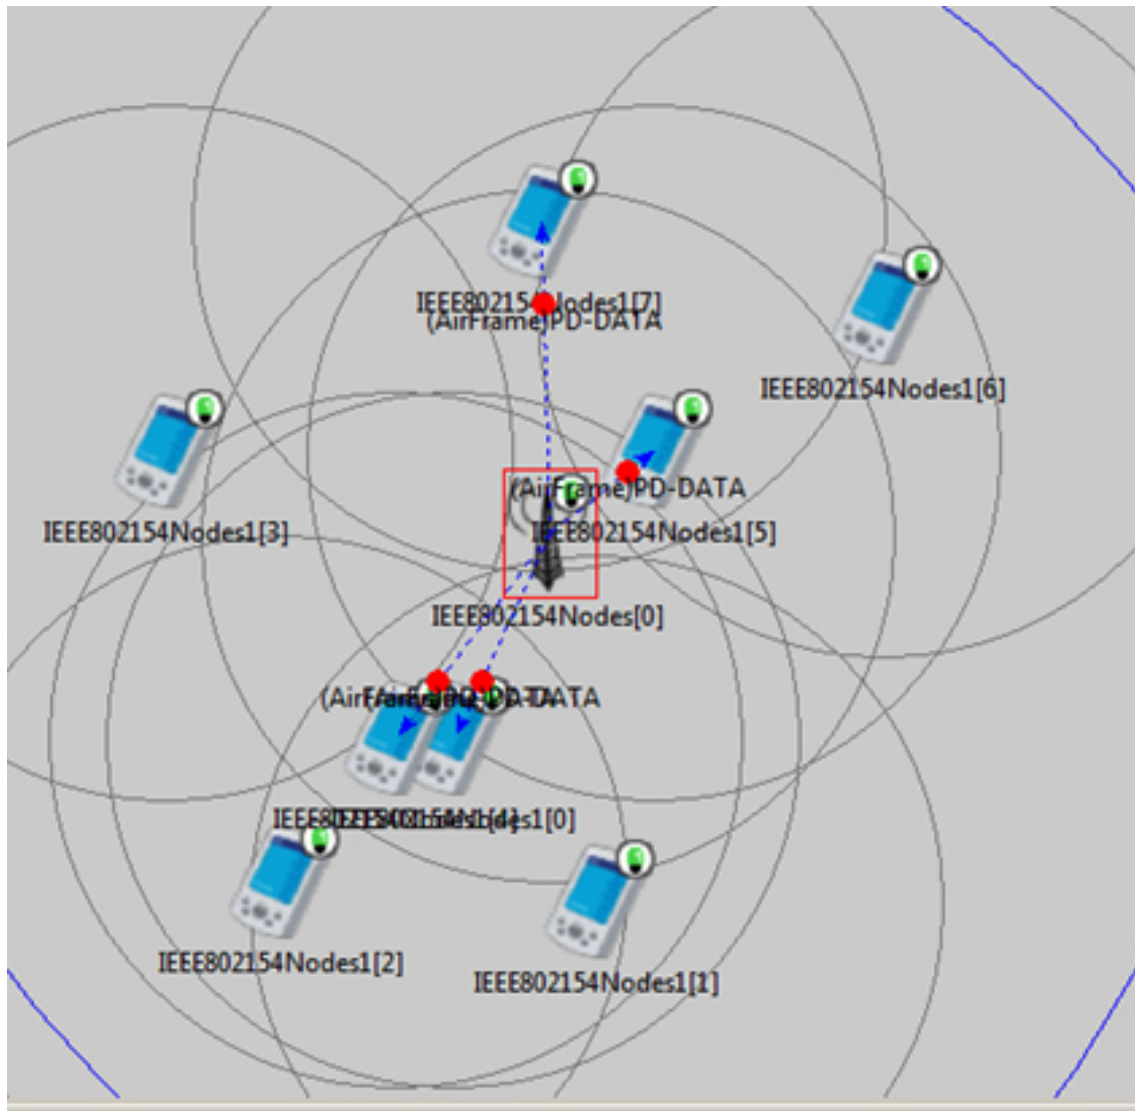 IEEE802154Nodes1[7]
(AirFrame)PD-DATA
IEEE802154Nodes1[6]
(AirFrame)PD-DATA
IEEE802154Nodes1[3]
IEEE802154Nodes1[5]
IEEE802154Nodes[0]
IEEE802154Nodes1[2]
IEEE802154Nodes1[1]